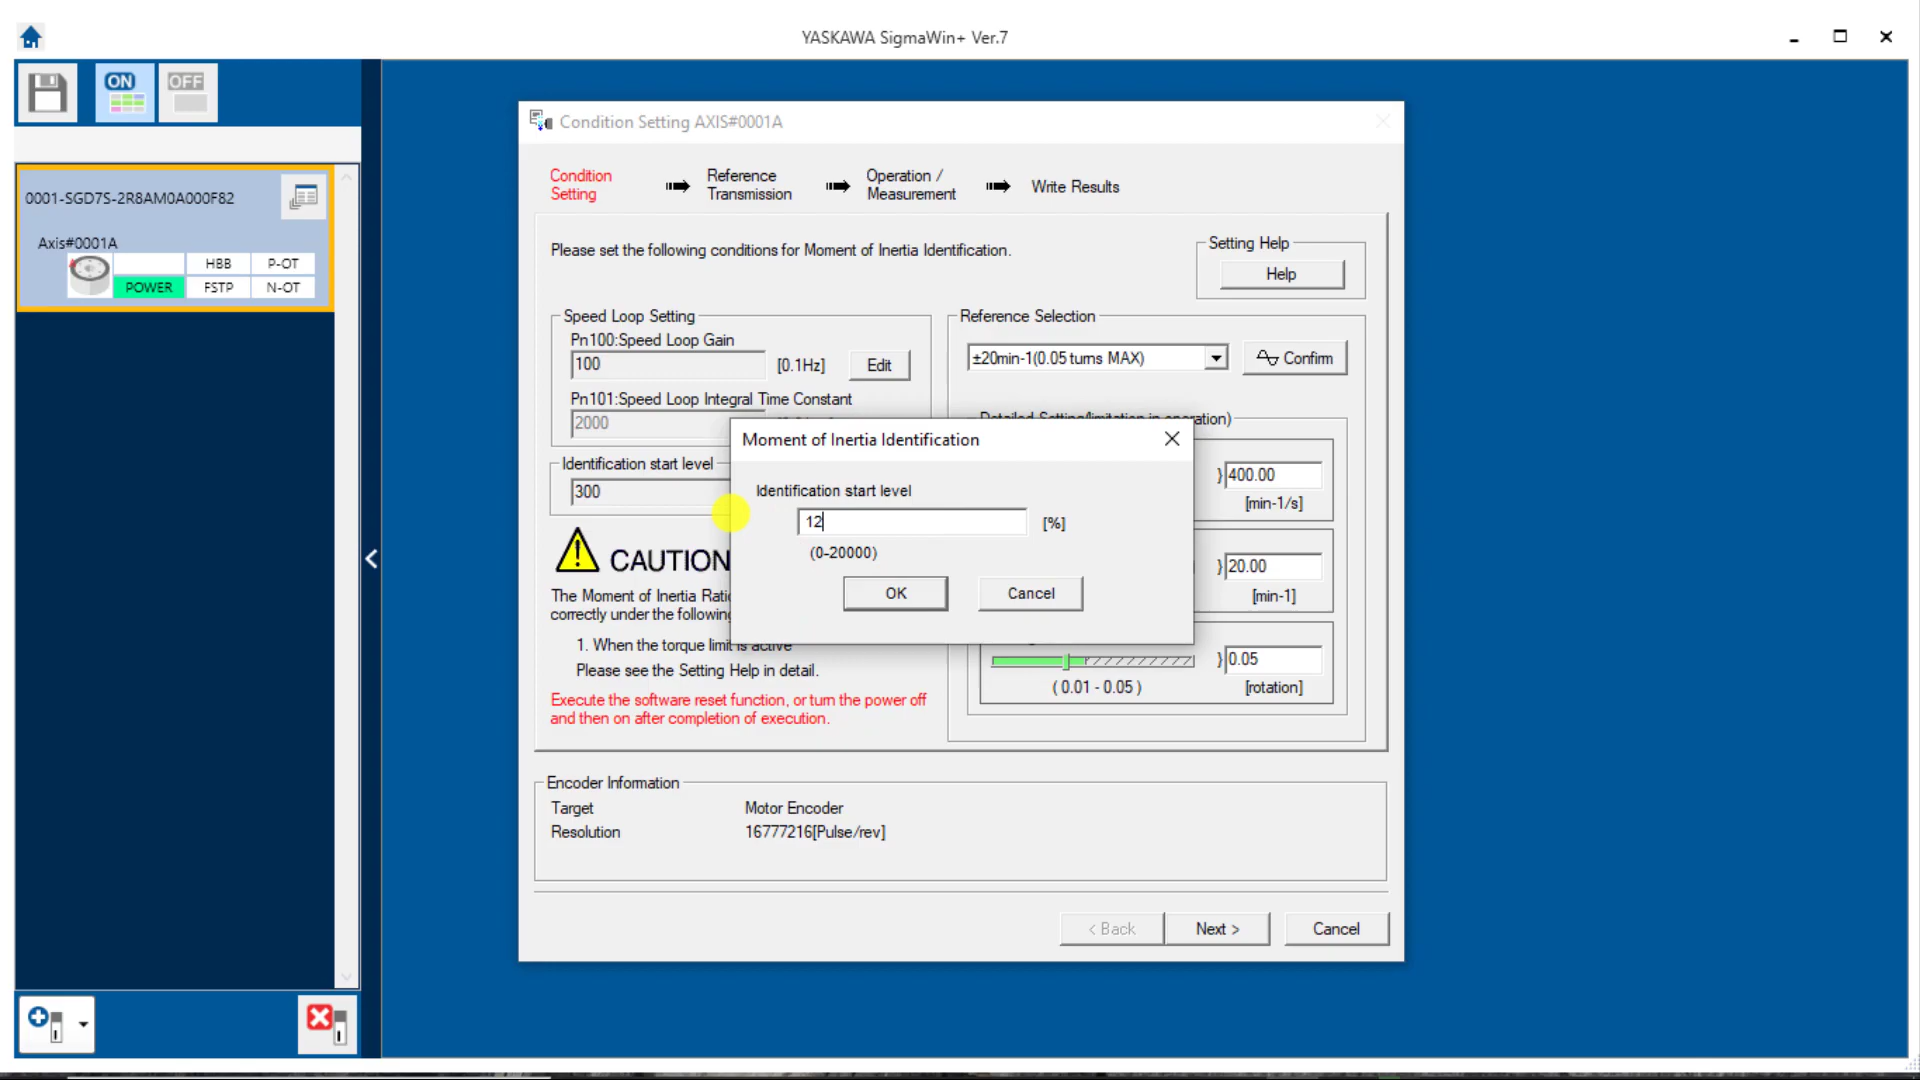 YASKAWA SigmaWin+ Ver.7
ON
OFF
0001-SGD7S-2R8AM0A000F82
Axis#0001A
HBB
P-OT
POWER
FSTP
N-OT
Condition Setting AXIS#0001A
Condition
Setting
Reference
Transmission
Operation /
Measurement
Write Results
Please set the following conditions for Moment of Inertia Identification.
Setting Help
Help
Speed Loop Setting
Pn100:Speed Loop Gain
100
[0.1Hz]
Edit
Pn101:Speed Loop Integral Time Constant
2000
Identification start level
300
Reference Selection
±20min-1(0.05 turns MAX)
Confirm
Detailed Setting(limitation in operation)
}400.00
[min-1/s]
}20.00
[min-1]
}0.05
(0.01 - 0.05 )
[rotation]
Moment of Inertia Identification
Identification start level
12
[%]
(0-20000)
OK
Cancel
CAUTION
The Moment of Inertia Ratio
correctly under the following
1. When the torque limit is active
Please see the Setting Help in detail.
Execute the software reset function, or turn the power off
and then on after completion of execution.
Encoder Information
Target
Motor Encoder
Resolution
16777216[Pulse/rev]
< Back
Next >
Cancel